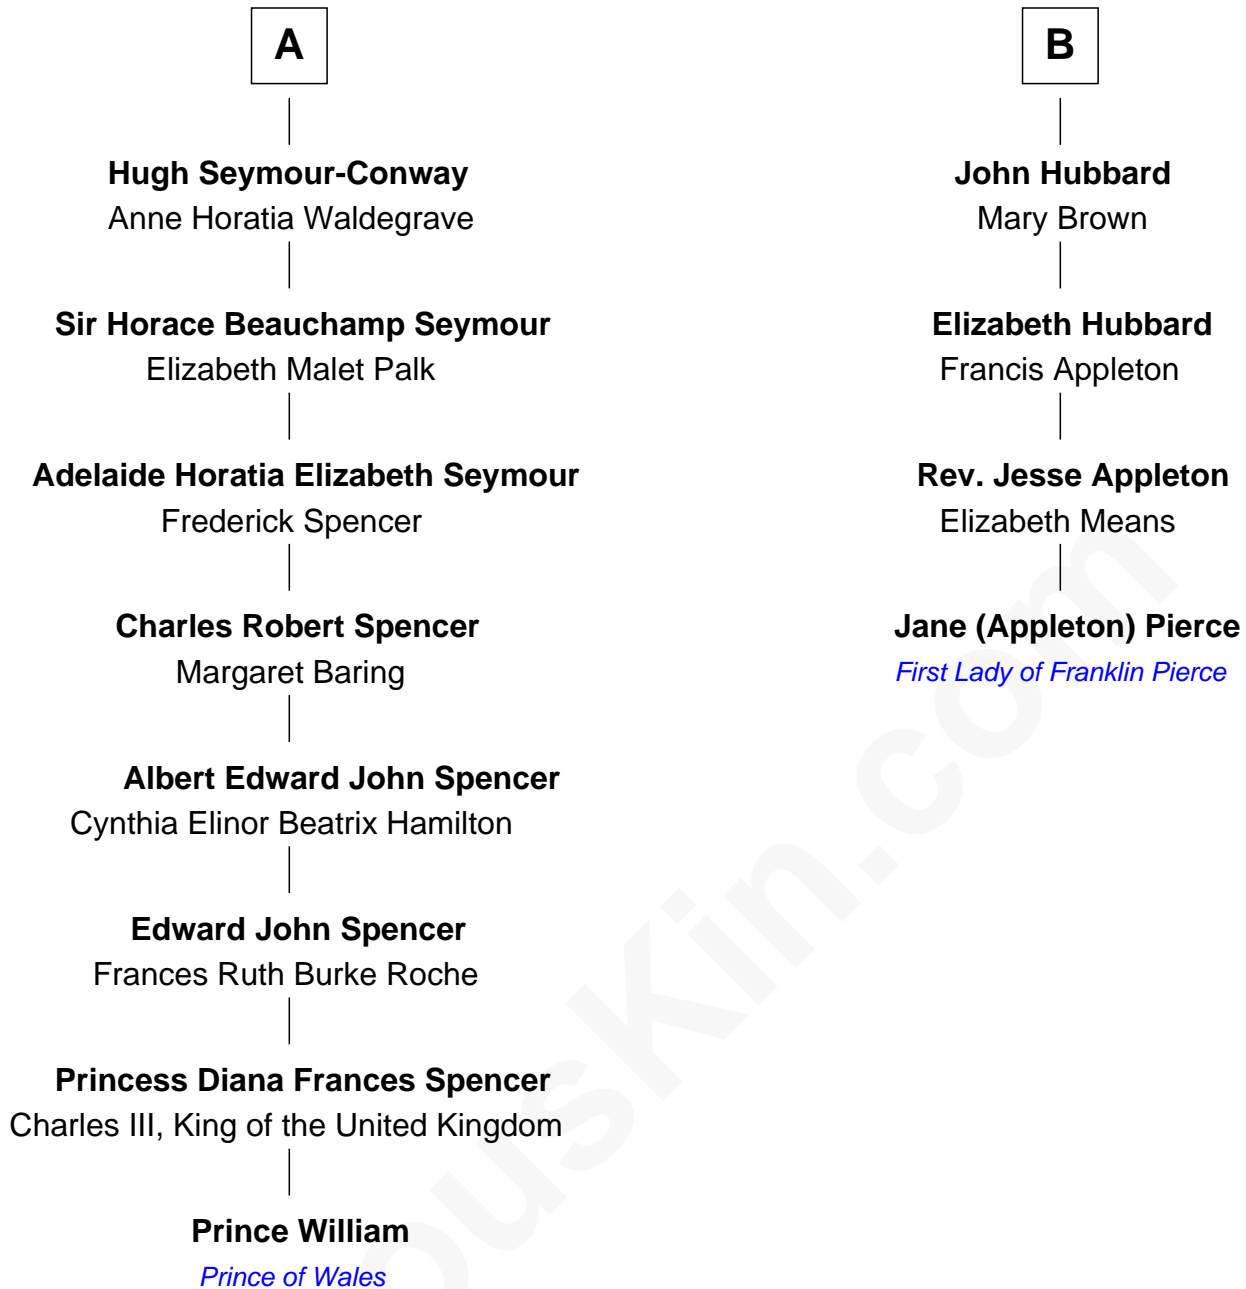 A
Hugh Seymour-Conway
Anne Horatia Waldegrave
Sir Horace Beauchamp Seymour
Elizabeth Malet Palk
Adelaide Horatia Elizabeth Seymour
Frederick Spencer
Charles Robert Spencer
Margaret Baring
Albert Edward John Spencer
Cynthia Elinor Beatrix Hamilton
Edward John Spencer
Frances Ruth Burke Roche
Princess Diana Frances Spencer
Charles III, King of the United Kingdom
Prince William
Prince of Wales
B
John Hubbard
Mary Brown
Elizabeth Hubbard
Francis Appleton
Rev. Jesse Appleton
Elizabeth Means
Jane (Appleton) Pierce
First Lady of Franklin Pierce
ousKin.com